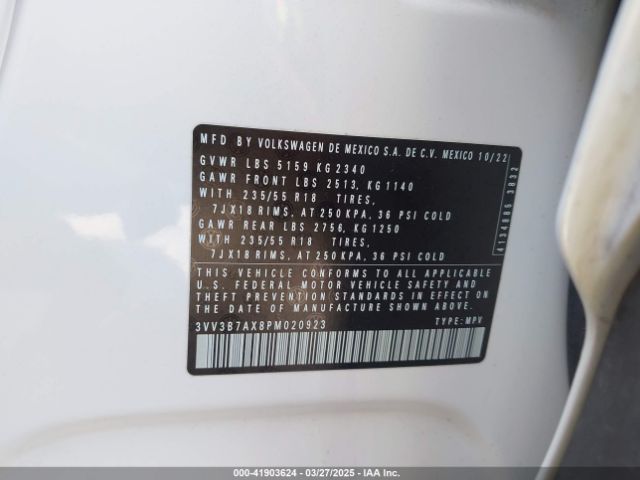 MFD BY VOLKSWAGEN DE MEXICO S.A. DE C.V. MEXICO 10/22
GVWR LBS 5159 KG 2340
GAWR FRONT LBS 2513, KG 1140
WITH 235/55 R18 TIRES,
7JX18 RIMS, AT 250 KPA, 36 PSI COLD
GAWR REAR LBS 2756, KG 1250
WITH 235/55 R18 TIRES,
7JX18 RIMS, AT 250 KPA, 36 PSI COLD
THIS VEHICLE CONFORMS TO ALL APPLICABLE
U.S. FEDERAL MOTOR VEHICLE SAFETY AND
THEFT PREVENTION STANDARDS IN EFFECT ON
THE DATE OF MANUFACTURE SHOWN ABOVE.
3VV3B7AX8PM020923 TYPE: MPV
4134885 3832
000-41903624 - 03/27/2025 - IAA Inc.